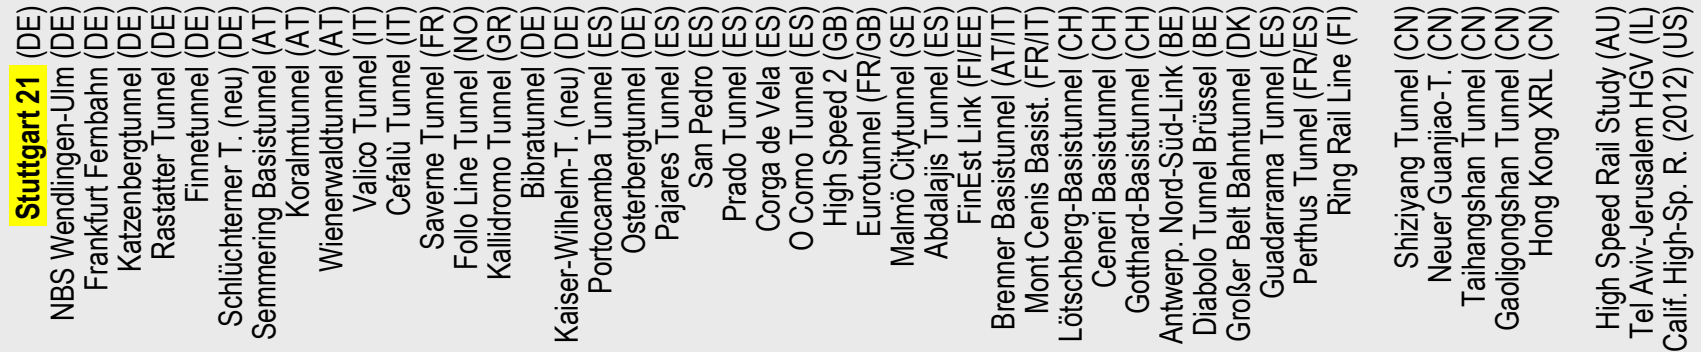 Stuttgart 21 (DE)
NBS Wendlingen-Ulm (DE)
Frankfurt Fernbahn (DE)
Katzenbergtunnel (DE)
Rastatter Tunnel (DE)
Finnetunnel (DE)
Schlüchterner T. (neu) (DE)
Semmering Basistunnel (AT)
Koralmtunnel (AT)
Wienerwaldtunnel (AT)
Valico Tunnel (IT)
Cefalù Tunnel (IT)
Saverne Tunnel (FR)
Follo Line Tunnel (NO)
Kallidromo Tunnel (GR)
Bibratunnel (DE)
Kaiser-Wilhelm-T. (neu) (DE)
Portocamba Tunnel (ES)
Osterbergtunnel (DE)
Pajares Tunnel (ES)
San Pedro (ES)
Prado Tunnel (ES)
Corga de Vela (ES)
O Corno Tunnel (ES)
High Speed 2 (GB)
Eurotunnel (FR/GB)
Malmö Citytunnel (SE)
Abdalajis Tunnel (ES)
FinEst Link (FI/EE)
Brenner Basistunnel (AT/IT)
Mont Cenis Basist. (FR/IT)
Lötschberg-Basistunnel (CH)
Ceneri Basistunnel (CH)
Gotthard-Basistunnel (CH)
Antwerp. Nord-Süd-Link (BE)
Diabolo Tunnel Brüssel (BE)
Großer Belt Bahntunnel (DK)
Guadarrama Tunnel (ES)
Perthus Tunnel (FR/ES)
Ring Rail Line (FI)
Shiziyang Tunnel (CN)
Neuer Guanjiao-T. (CN)
Taihangshan Tunnel (CN)
Gaoligongshan Tunnel (CN)
Hong Kong XRL (CN)
High Speed Rail Study (AU)
Tel Aviv-Jerusalem HGV (IL)
Calif. High-Sp. R. (2012) (US)